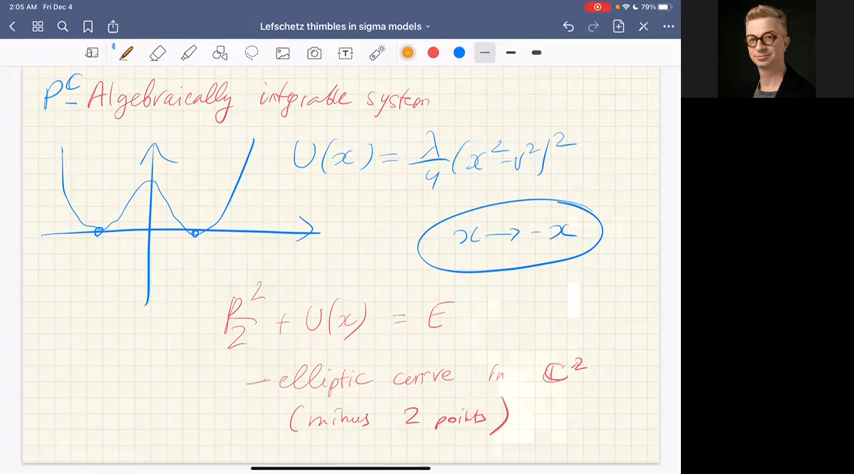 2:05 AM Fri Dec 4
79%
Lefschetz thimbles in sigma models
P^C Algebraically integrable system
U(x) = λ/4 (x² - v²)²
x → -x
p²/2 + U(x) = E
- elliptic curve in ℂ²
(minus 2 points)